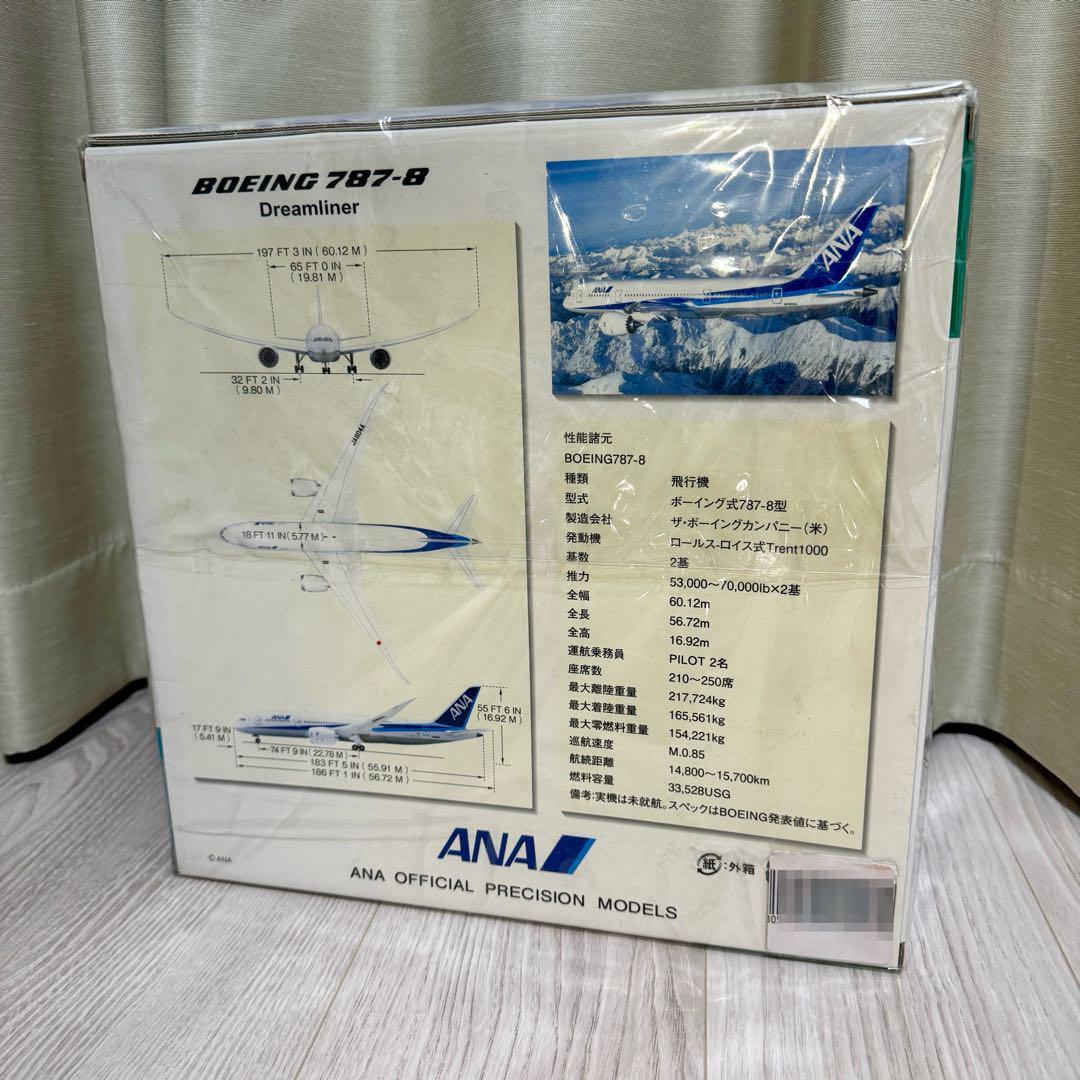 BOEING 787-8
Dreamliner
197 FT 3 IN ( 60.12 M )
65 FT 0 IN
( 19.81 M )
32 FT 2 IN
( 9.80 M )
JA804A
18 FT 11 IN ( 5.77 M )
ANA
55 FT 6 IN
( 16.92 M )
17 FT 9 IN
( 5.41 M )
74 FT 9 IN ( 22.78 M )
183 FT 5 IN ( 55.91 M )
186 FT 1 IN ( 56.72 M )
ANA
ANA
性能諸元
BOEING787-8
種類 飛行機
型式 ボーイング式787-8型
製造会社 ザ・ボーイングカンパニー(米)
発動機 ロールス-ロイス式Trent1000
基数 2基
推力 53,000〜70,000lb×2基
全幅 60.12m
全長 56.72m
全高 16.92m
運航乗務員 PILOT 2名
座席数 210〜250席
最大離陸重量 217,724kg
最大着陸重量 165,561kg
最大零燃料重量 154,221kg
巡航速度 M.0.85
航続距離 14,800〜15,700km
燃料容量 33,528USG
備考:実機は未就航。スペックはBOEING発表値に基づく。
ANA
© ANA
ANA OFFICIAL PRECISION MODELS
紙:外箱